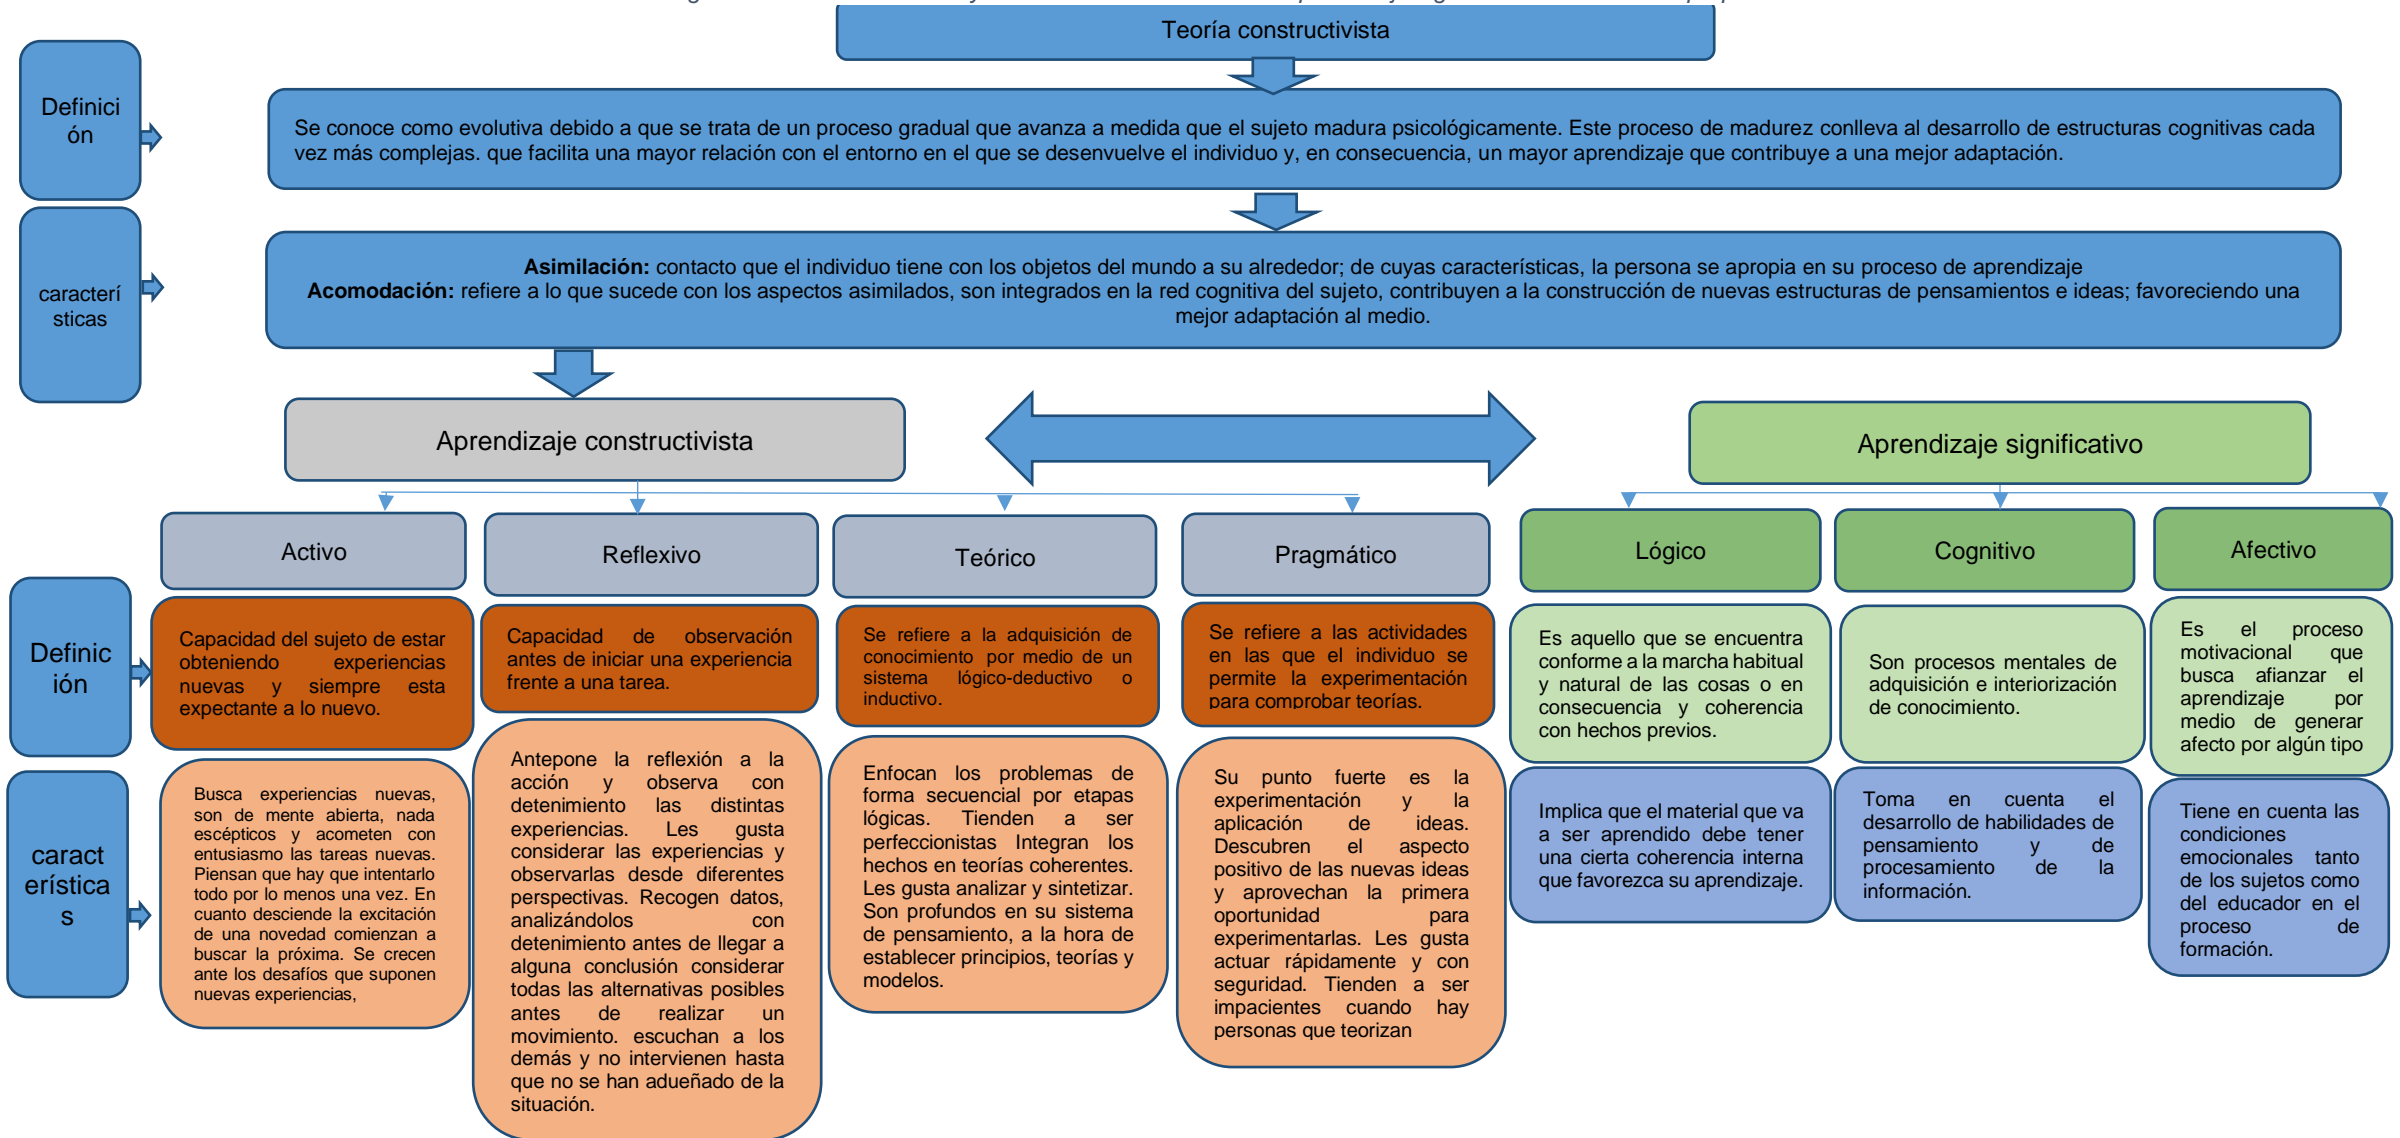 Teoría constructivista
Definici
ón
Se conoce como evolutiva debido a que se trata de un proceso gradual que avanza a medida que el sujeto madura psicológicamente. Este proceso de madurez conlleva al desarrollo de estructuras cognitivas cada
vez más complejas. que facilita una mayor relación con el entorno en el que se desenvuelve el individuo y, en consecuencia, un mayor aprendizaje que contribuye a una mejor adaptación.
caracterí
sticas
Asimilación: contacto que el individuo tiene con los objetos del mundo a su alrededor; de cuyas características, la persona se apropia en su proceso de aprendizaje
Acomodación: refiere a lo que sucede con los aspectos asimilados, son integrados en la red cognitiva del sujeto, contribuyen a la construcción de nuevas estructuras de pensamientos e ideas; favoreciendo una
mejor adaptación al medio.
Aprendizaje constructivista
Aprendizaje significativo
Activo
Reflexivo
Teórico
Pragmático
Lógico
Cognitivo
Afectivo
Definic
ión
Capacidad del sujeto de estar
obteniendo experiencias
nuevas y siempre esta
expectante a lo nuevo.
Capacidad de observación
antes de iniciar una experiencia
frente a una tarea.
Se refiere a la adquisición de
conocimiento por medio de un
sistema lógico-deductivo o
inductivo.
Se refiere a las actividades
en las que el individuo se
permite la experimentación
para comprobar teorías.
Es aquello que se encuentra
conforme a la marcha habitual
y natural de las cosas o en
consecuencia y coherencia
con hechos previos.
Son procesos mentales de
adquisición e interiorización
de conocimiento.
Es el proceso
motivacional que
busca afianzar el
aprendizaje por
medio de generar
afecto por algún tipo
caract
erística
s
Busca experiencias nuevas,
son de mente abierta, nada
escépticos y acometen con
entusiasmo las tareas nuevas.
Piensan que hay que intentarlo
todo por lo menos una vez. En
cuanto desciende la excitación
de una novedad comienzan a
buscar la próxima. Se crecen
ante los desafíos que suponen
nuevas experiencias,
Antepone la reflexión a la
acción y observa con
detenimiento las distintas
experiencias. Les gusta
considerar las experiencias y
observarlas desde diferentes
perspectivas. Recogen datos,
analizándolos con
detenimiento antes de llegar a
alguna conclusión considerar
todas las alternativas posibles
antes de realizar un
movimiento. escuchan a los
demás y no intervienen hasta
que no se han adueñado de la
situación.
Enfocan los problemas de
forma secuencial por etapas
lógicas. Tienden a ser
perfeccionistas Integran los
hechos en teorías coherentes.
Les gusta analizar y sintetizar.
Son profundos en su sistema
de pensamiento, a la hora de
establecer principios, teorías y
modelos.
Su punto fuerte es la
experimentación y la
aplicación de ideas.
Descubren el aspecto
positivo de las nuevas ideas
y aprovechan la primera
oportunidad para
experimentarlas. Les gusta
actuar rápidamente y con
seguridad. Tienden a ser
impacientes cuando hay
personas que teorizan
Implica que el material que va
a ser aprendido debe tener
una cierta coherencia interna
que favorezca su aprendizaje.
Toma en cuenta el
desarrollo de habilidades de
pensamiento y de
procesamiento de la
información.
Tiene en cuenta las
condiciones
emocionales tanto
de los sujetos como
del educador en el
proceso de
formación.